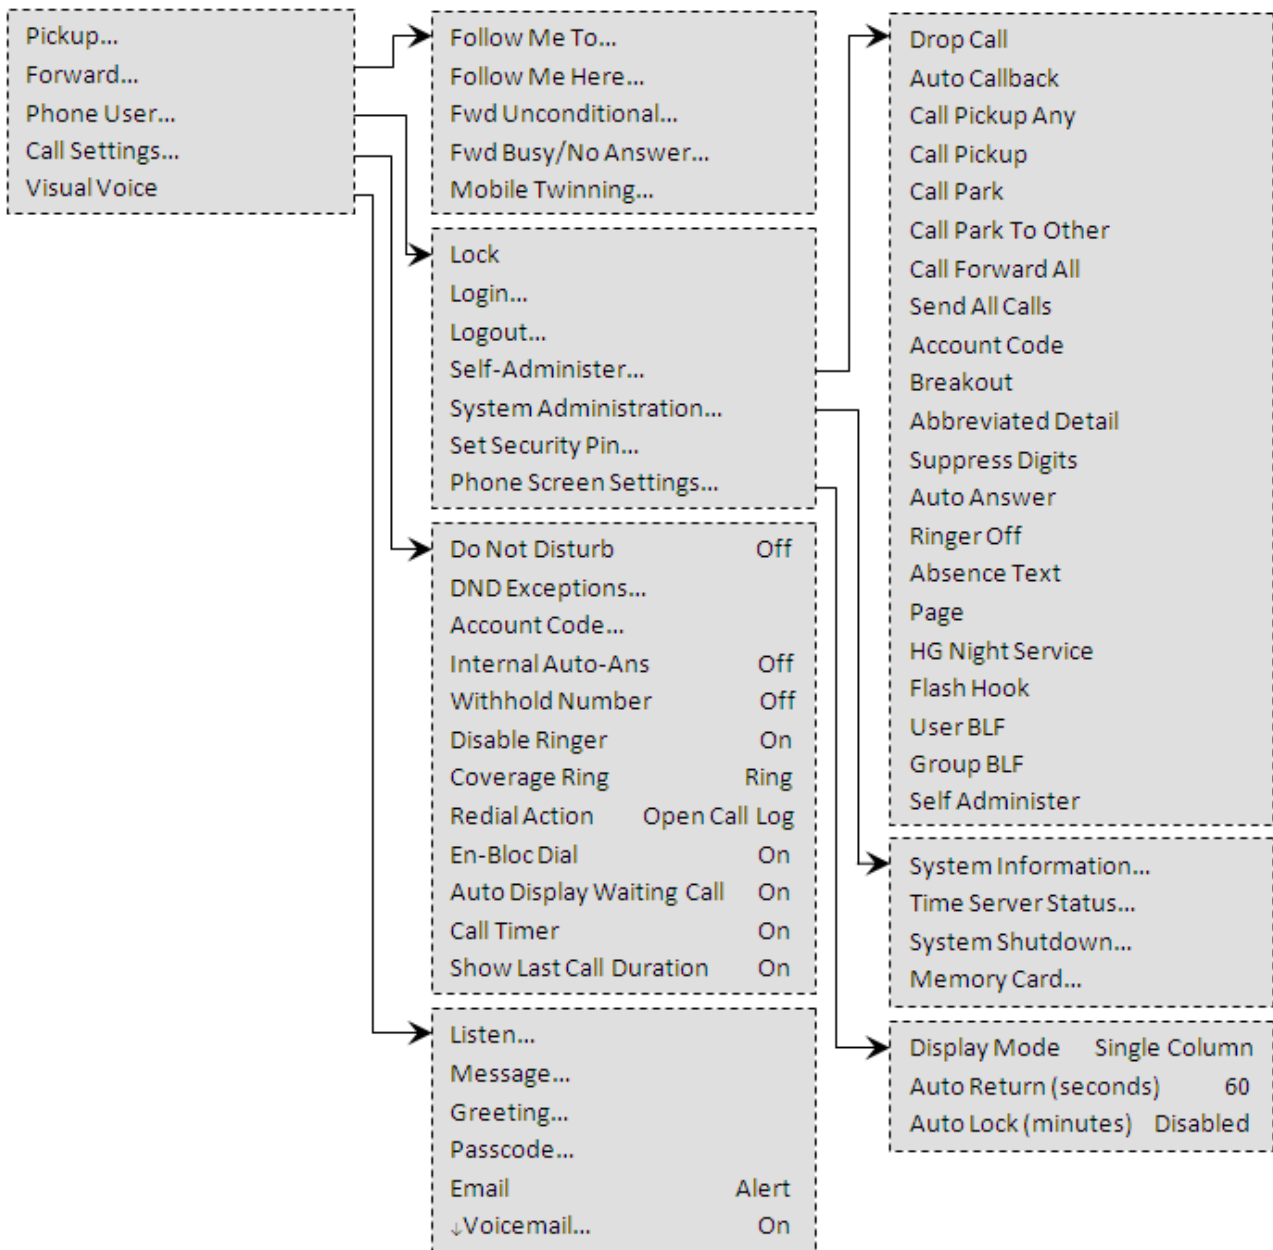 Pickup...
Forward...
Phone User...
Call Settings...
Visual Voice
Follow Me To...
Follow Me Here...
Fwd Unconditional...
Fwd Busy/No Answer...
Mobile Twinning...
Lock
Login...
Logout...
Self-Administer...
System Administration...
Set Security Pin...
Phone Screen Settings...
Do Not Disturb Off
DND Exceptions...
Account Code...
Internal Auto-Ans Off
Withhold Number Off
Disable Ringer On
Coverage Ring Ring
Redial Action Open Call Log
En-Bloc Dial On
Auto Display Waiting Call On
Call Timer On
Show Last Call Duration On
Listen...
Message...
Greeting...
Passcode...
Email Alert
↓Voicemail... On
Drop Call
Auto Callback
Call Pickup Any
Call Pickup
Call Park
Call Park To Other
Call Forward All
Send All Calls
Account Code
Breakout
Abbreviated Detail
Suppress Digits
Auto Answer
Ringer Off
Absence Text
Page
HG Night Service
Flash Hook
User BLF
Group BLF
Self Administer
System Information...
Time Server Status...
System Shutdown...
Memory Card...
Display Mode Single Column
Auto Return (seconds) 60
Auto Lock (minutes) Disabled